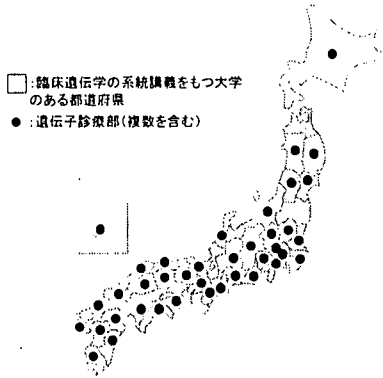 □:臨床遺伝学の系統講義をもつ大学
のある都道府県
●:遺伝子診療部(複数を含む)